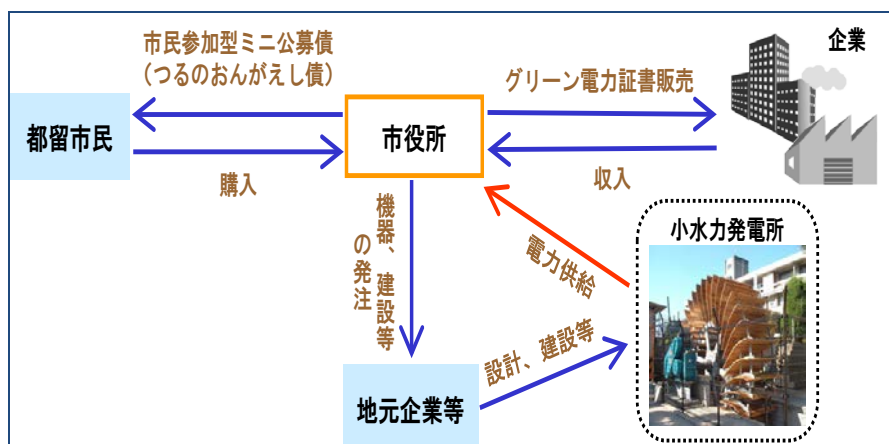 市民参加型ミニ公募債
（つるのおんがえし債）
グリーン電力証書販売
企業
都留市民
市役所
購入
収入
機器、建設等
の発注
電力供給
小水力発電所
設計、建設等
地元企業等